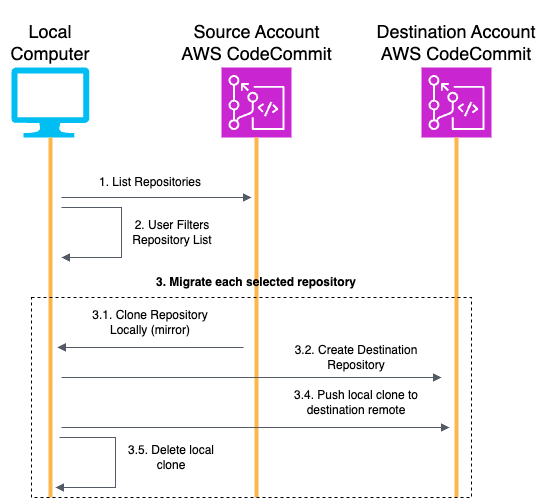 Local
Computer
Source Account
AWS CodeCommit
Destination Account
AWS CodeCommit
</>
</>
1. List Repositories
2. User Filters
Repository List
3. Migrate each selected repository
3.1. Clone Repository
Locally (mirror)
3.2. Create Destination
Repository
3.4. Push local clone to
destination remote
3.5. Delete local
clone